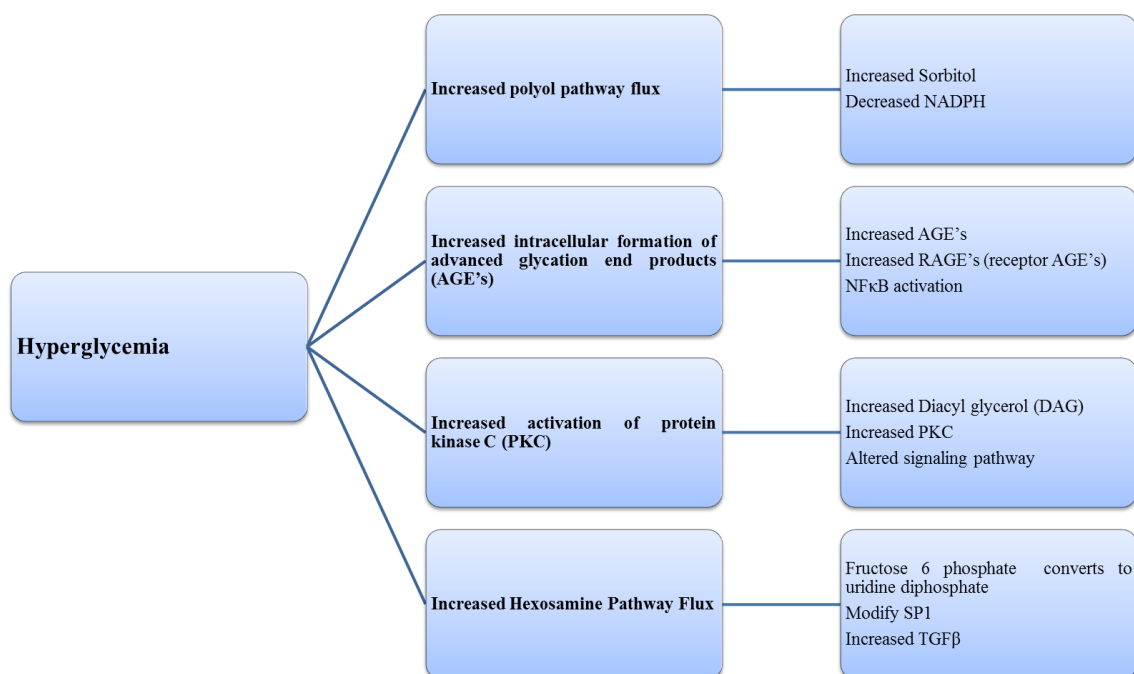 Hyperglycemia
Increased polyol pathway flux
Increased Sorbitol
Decreased NADPH
Increased intracellular formation of
advanced glycation end products
(AGE’s)
Increased AGE’s
Increased RAGE’s (receptor AGE’s)
NFκB activation
Increased activation of protein
kinase C (PKC)
Increased Diacyl glycerol (DAG)
Increased PKC
Altered signaling pathway
Increased Hexosamine Pathway Flux
Fructose 6 phosphate converts to
uridine diphosphate
Modify SP1
Increased TGFβ